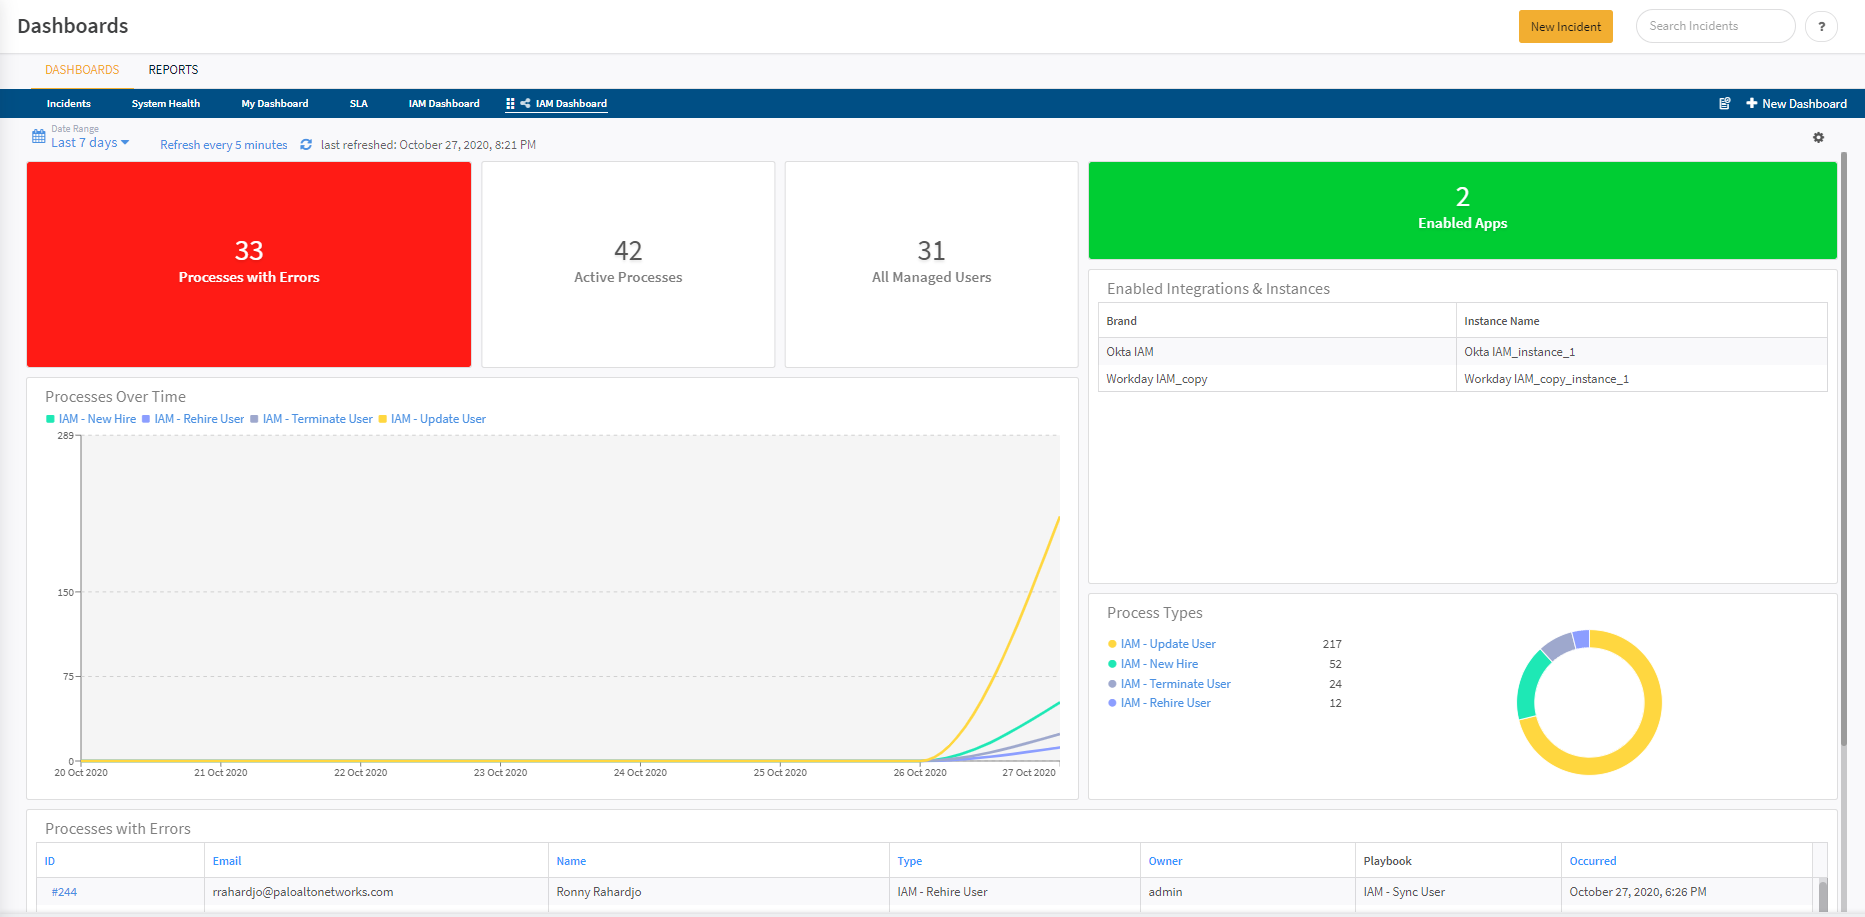 Dashboards
New Incident
Search Incidents
?
DASHBOARDS REPORTS
Incidents System Health My Dashboard SLA IAM Dashboard IAM Dashboard New Dashboard
Date Range
Last 7 days
Refresh every 5 minutes last refreshed: October 27, 2020, 8:21 PM
33
Processes with Errors
42
Active Processes
31
All Managed Users
2
Enabled Apps
Enabled Integrations & Instances
Brand Instance Name
Okta IAM Okta IAM_instance_1
Workday IAM_copy Workday IAM_copy_instance_1
Processes Over Time
IAM - New Hire IAM - Rehire User IAM - Terminate User IAM - Update User
289
150
75
0
20 Oct 2020 21 Oct 2020 22 Oct 2020 23 Oct 2020 24 Oct 2020 25 Oct 2020 26 Oct 2020 27 Oct 2020
Process Types
IAM - Update User 217
IAM - New Hire 52
IAM - Terminate User 24
IAM - Rehire User 12
Processes with Errors
ID Email Name Type Owner Playbook Occurred
#244 rrahardjo@paloaltonetworks.com Ronny Rahardjo IAM - Rehire User admin IAM - Sync User October 27, 2020, 6:26 PM